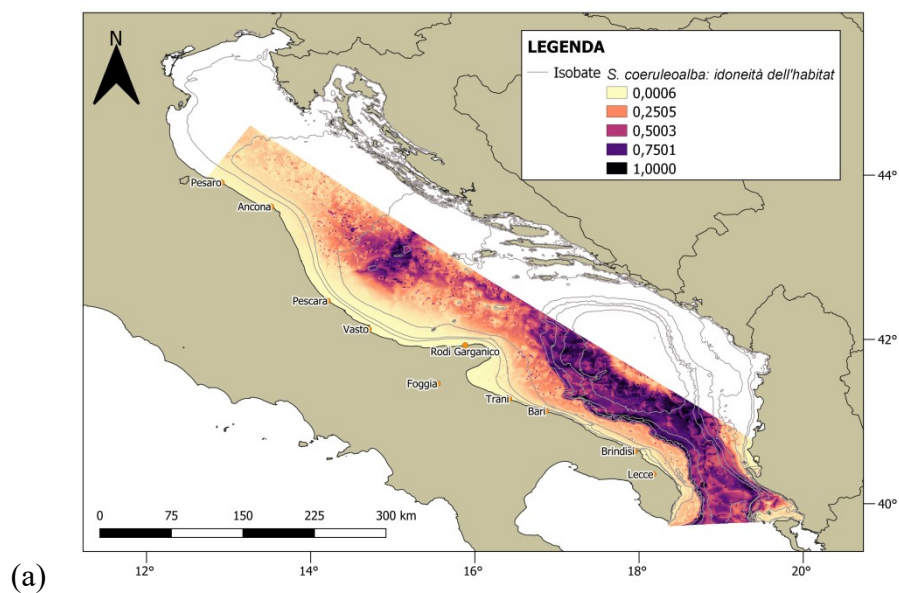 N
LEGENDA
Isobate S. coeruleoalba: idoneità dell'habitat
0,0006
0,2505
0,5003
0,7501
1,0000
44°
Pesaro
Ancona
Pescara
Vasto
42°
Rodi Garganico
Foggia
Trani
Bari
Brindisi
Lecce
40°
0 75 150 225 300 km
12° 14° 16° 18° 20°
(a)